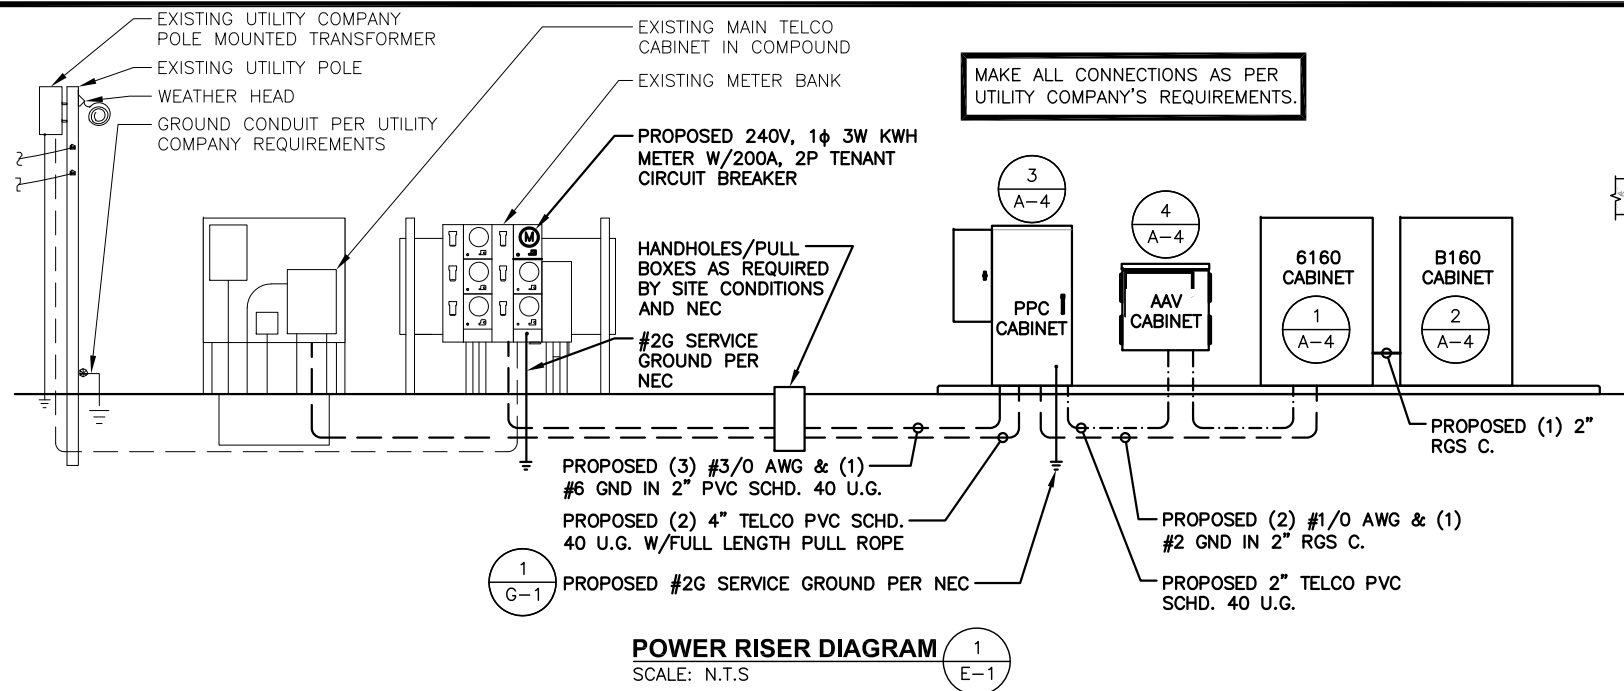 EXISTING UTILITY COMPANY
POLE MOUNTED TRANSFORMER
EXISTING UTILITY POLE
WEATHER HEAD
GROUND CONDUIT PER UTILITY
COMPANY REQUIREMENTS
EXISTING MAIN TELCO
CABINET IN COMPOUND
EXISTING METER BANK
PROPOSED 240V, 1ϕ 3W KWH
METER W/200A, 2P TENANT
CIRCUIT BREAKER
M
HANDHOLES/PULL
BOXES AS REQUIRED
BY SITE CONDITIONS
AND NEC
#2G SERVICE
GROUND PER
NEC
MAKE ALL CONNECTIONS AS PER
UTILITY COMPANY'S REQUIREMENTS.
3
A-4
PPC
CABINET
4
A-4
AAV
CABINET
6160
CABINET
1
A-4
B160
CABINET
2
A-4
PROPOSED (1) 2"
RGS C.
PROPOSED (3) #3/0 AWG & (1)
#6 GND IN 2" PVC SCHD. 40 U.G.
PROPOSED (2) 4" TELCO PVC SCHD.
40 U.G. W/FULL LENGTH PULL ROPE
1
G-1
PROPOSED #2G SERVICE GROUND PER NEC
PROPOSED (2) #1/0 AWG & (1)
#2 GND IN 2" RGS C.
PROPOSED 2" TELCO PVC
SCHD. 40 U.G.
POWER RISER DIAGRAM
SCALE: N.T.S
1
E-1